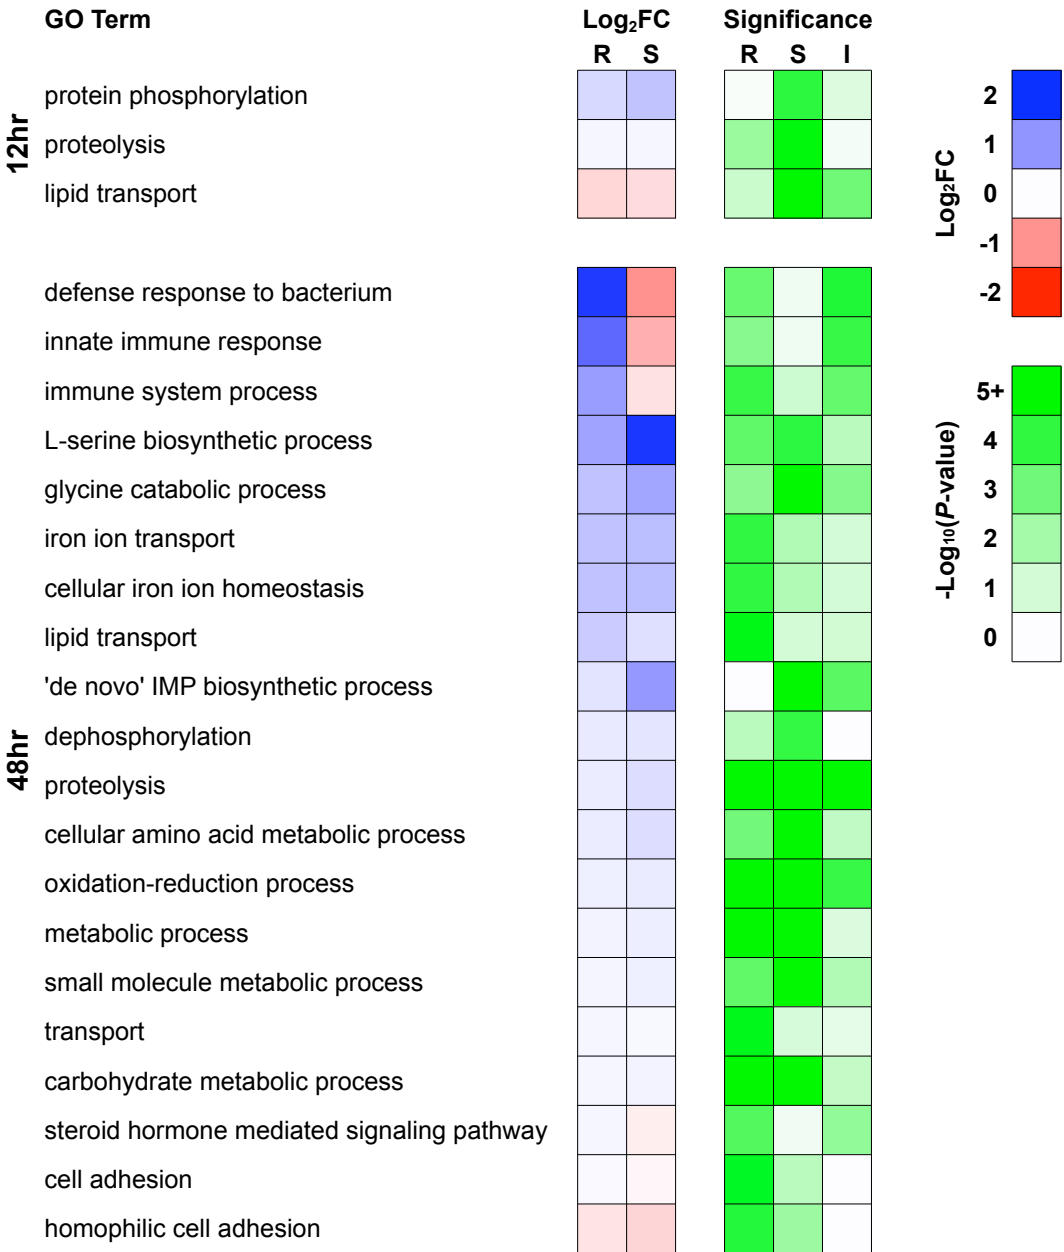 GO Term Log₂FC Significance
R S R S I
12hr
protein phosphorylation
proteolysis
lipid transport
48hr
defense response to bacterium
innate immune response
immune system process
L-serine biosynthetic process
glycine catabolic process
iron ion transport
cellular iron ion homeostasis
lipid transport
'de novo' IMP biosynthetic process
dephosphorylation
proteolysis
cellular amino acid metabolic process
oxidation-reduction process
metabolic process
small molecule metabolic process
transport
carbohydrate metabolic process
steroid hormone mediated signaling pathway
cell adhesion
homophilic cell adhesion
Log₂FC
2
1
0
-1
-2
-Log₁₀(P-value)
5+
4
3
2
1
0